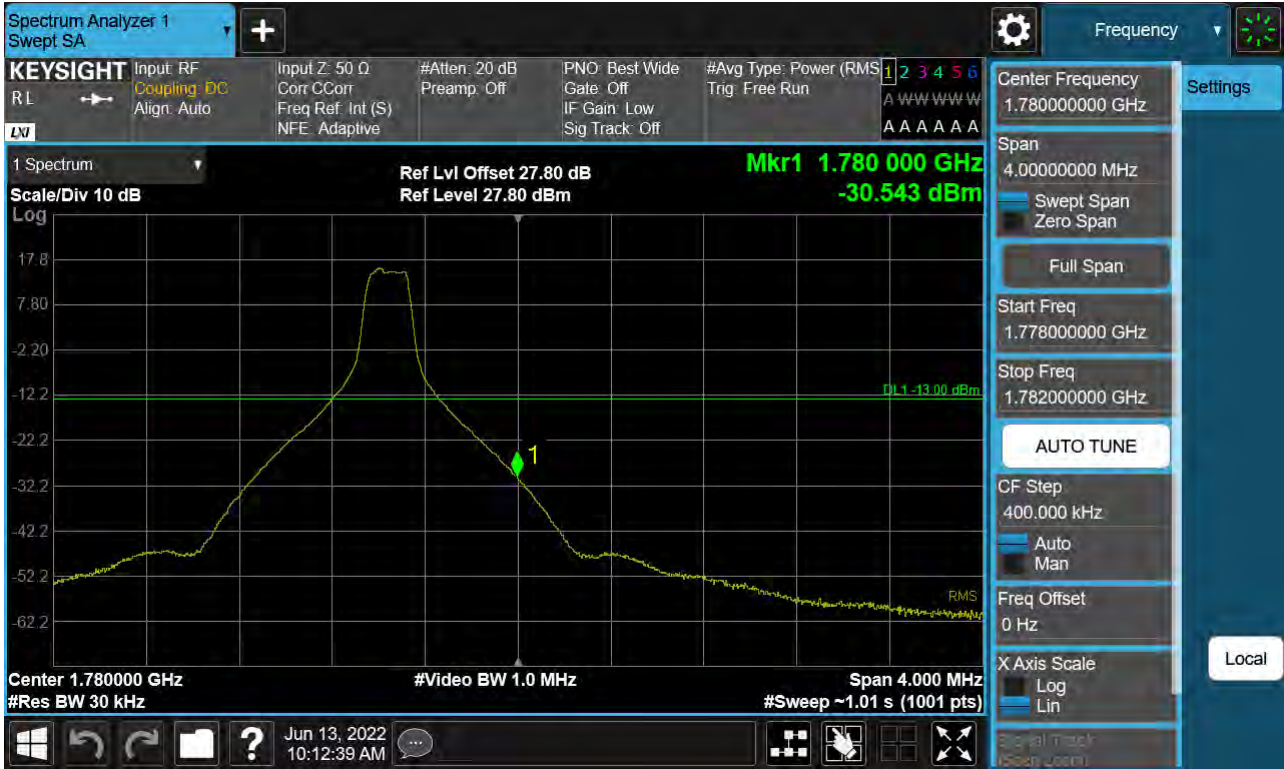 Spectrum Analyzer 1
Swept SA
Frequency
KEYSIGHT
R L
LXI
Input: RF
Coupling: DC
Align: Auto
Input Z: 50 Ω
Corr CCorr
Freq Ref: Int (S)
NFE: Adaptive
#Atten: 20 dB
Preamp: Off
PNO: Best Wide
Gate: Off
IF Gain: Low
Sig Track: Off
#Avg Type: Power (RMS
Trig: Free Run
1 2 3 4 5 6
A W W W W W
A A A A A A
1 Spectrum
Scale/Div 10 dB
Ref Lvl Offset 27.80 dB
Ref Level 27.80 dBm
Mkr1 1.780 000 GHz
-30.543 dBm
Log
17.8
7.80
-2.20
-12.2
-22.2
-32.2
-42.2
-52.2
-62.2
DL1 -13.00 dBm
1
RMS
Center 1.780000 GHz
#Res BW 30 kHz
#Video BW 1.0 MHz
Span 4.000 MHz
#Sweep ~1.01 s (1001 pts)
Center Frequency
1.780000000 GHz
Settings
Span
4.00000000 MHz
Swept Span
Zero Span
Full Span
Start Freq
1.778000000 GHz
Stop Freq
1.782000000 GHz
AUTO TUNE
CF Step
400.000 kHz
Auto
Man
Freq Offset
0 Hz
X Axis Scale
Log
Lin
Local
Signal Track
(Span Zoom)
?
Jun 13, 2022
10:12:39 AM